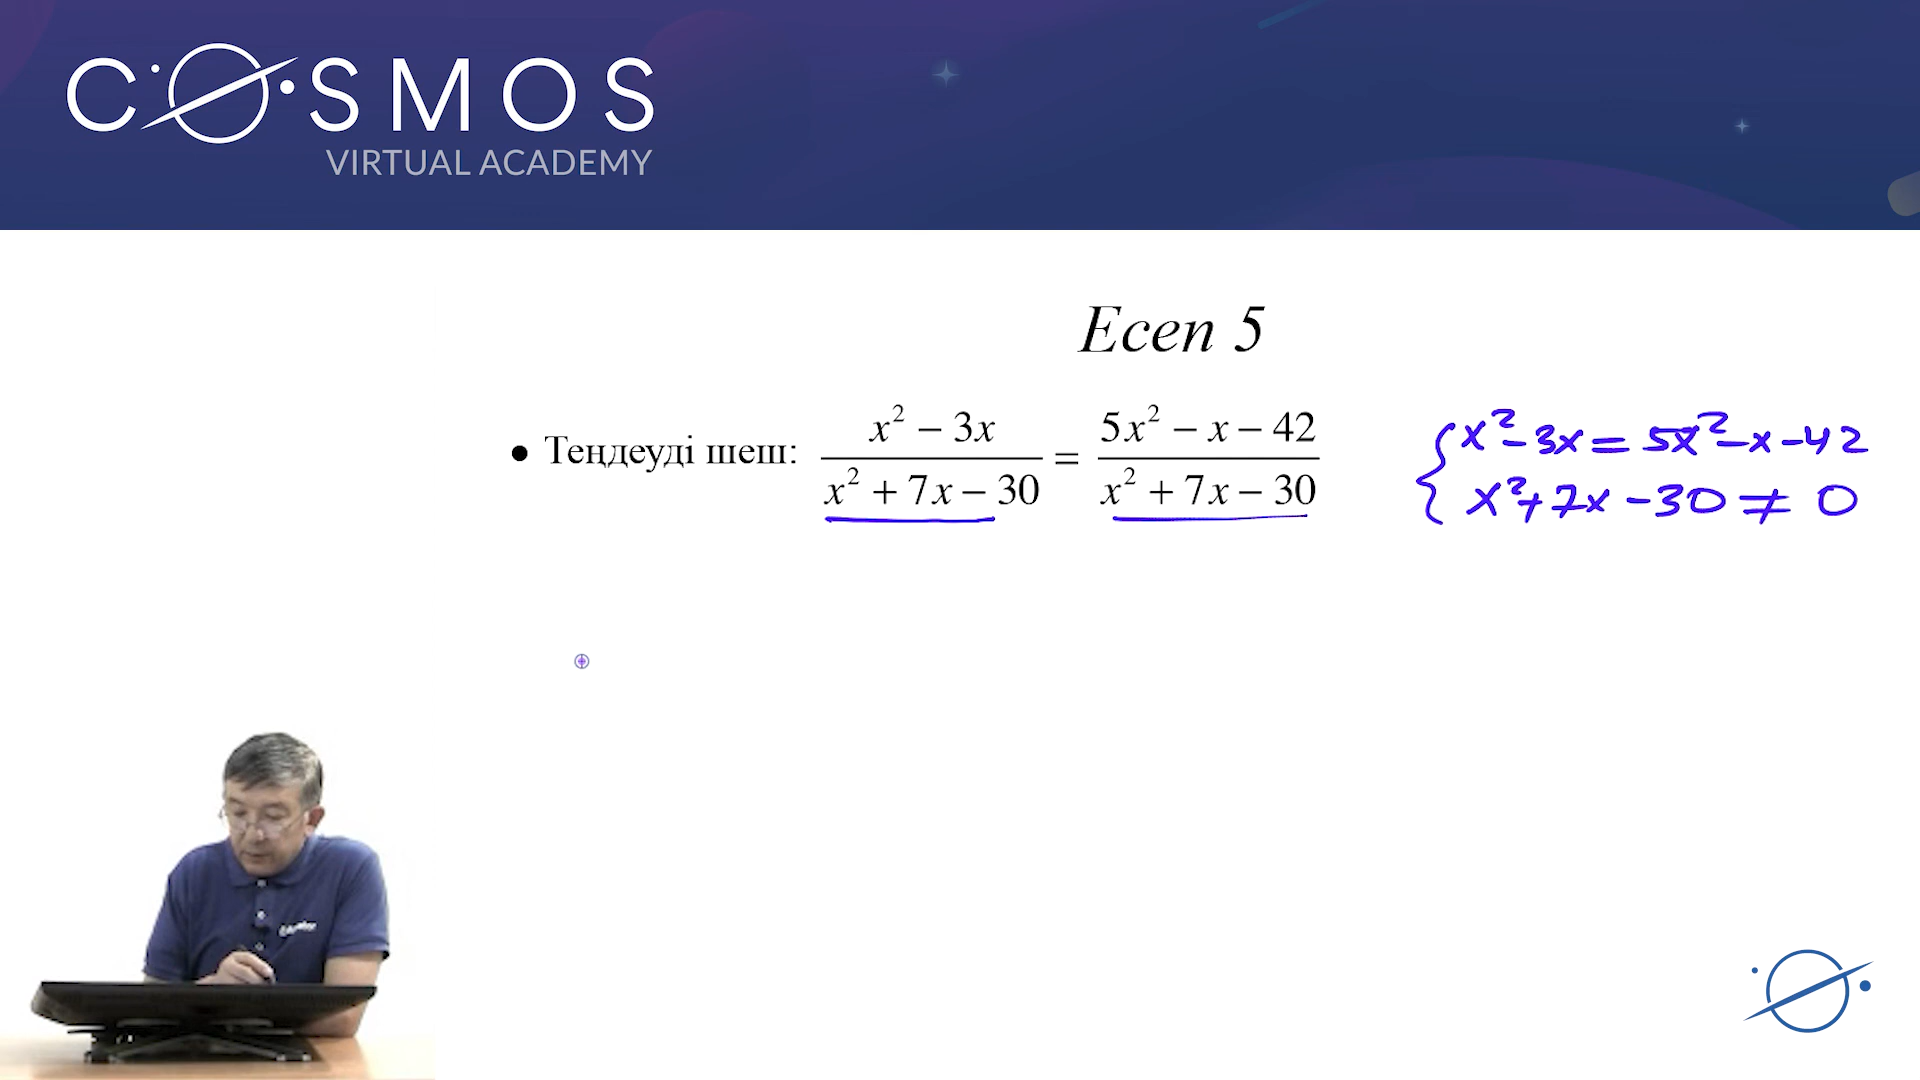 COSMOS
VIRTUAL ACADEMY
Есеп 5
• Теңдеуді шеш: (x² − 3x)/(x² + 7x − 30) = (5x² − x − 42)/(x² + 7x − 30)
{ x² − 3x = 5x² − x − 42
x² + 7x − 30 ≠ 0